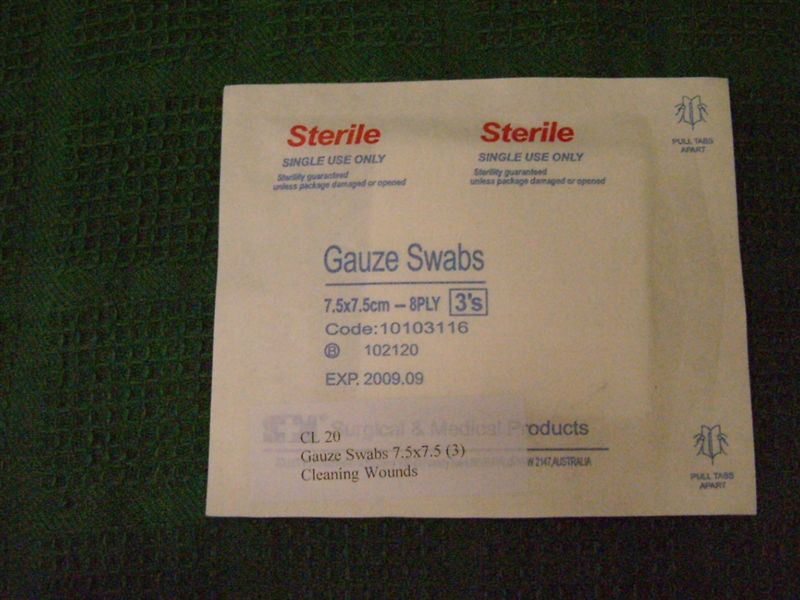 Sterile
SINGLE USE ONLY
Sterility guaranteed
unless package damaged or opened
Sterile
SINGLE USE ONLY
Sterility guaranteed
unless package damaged or opened
PULL TABS
APART
Gauze Swabs
7.5x7.5cm — 8PLY 3's
Code:10103116
Ⓑ 102120
EXP. 2009.09
Surgical & Medical Products
W 2147, AUSTRALIA
CL 20
Gauze Swabs 7.5x7.5 (3)
Cleaning Wounds
PULL TABS
APART